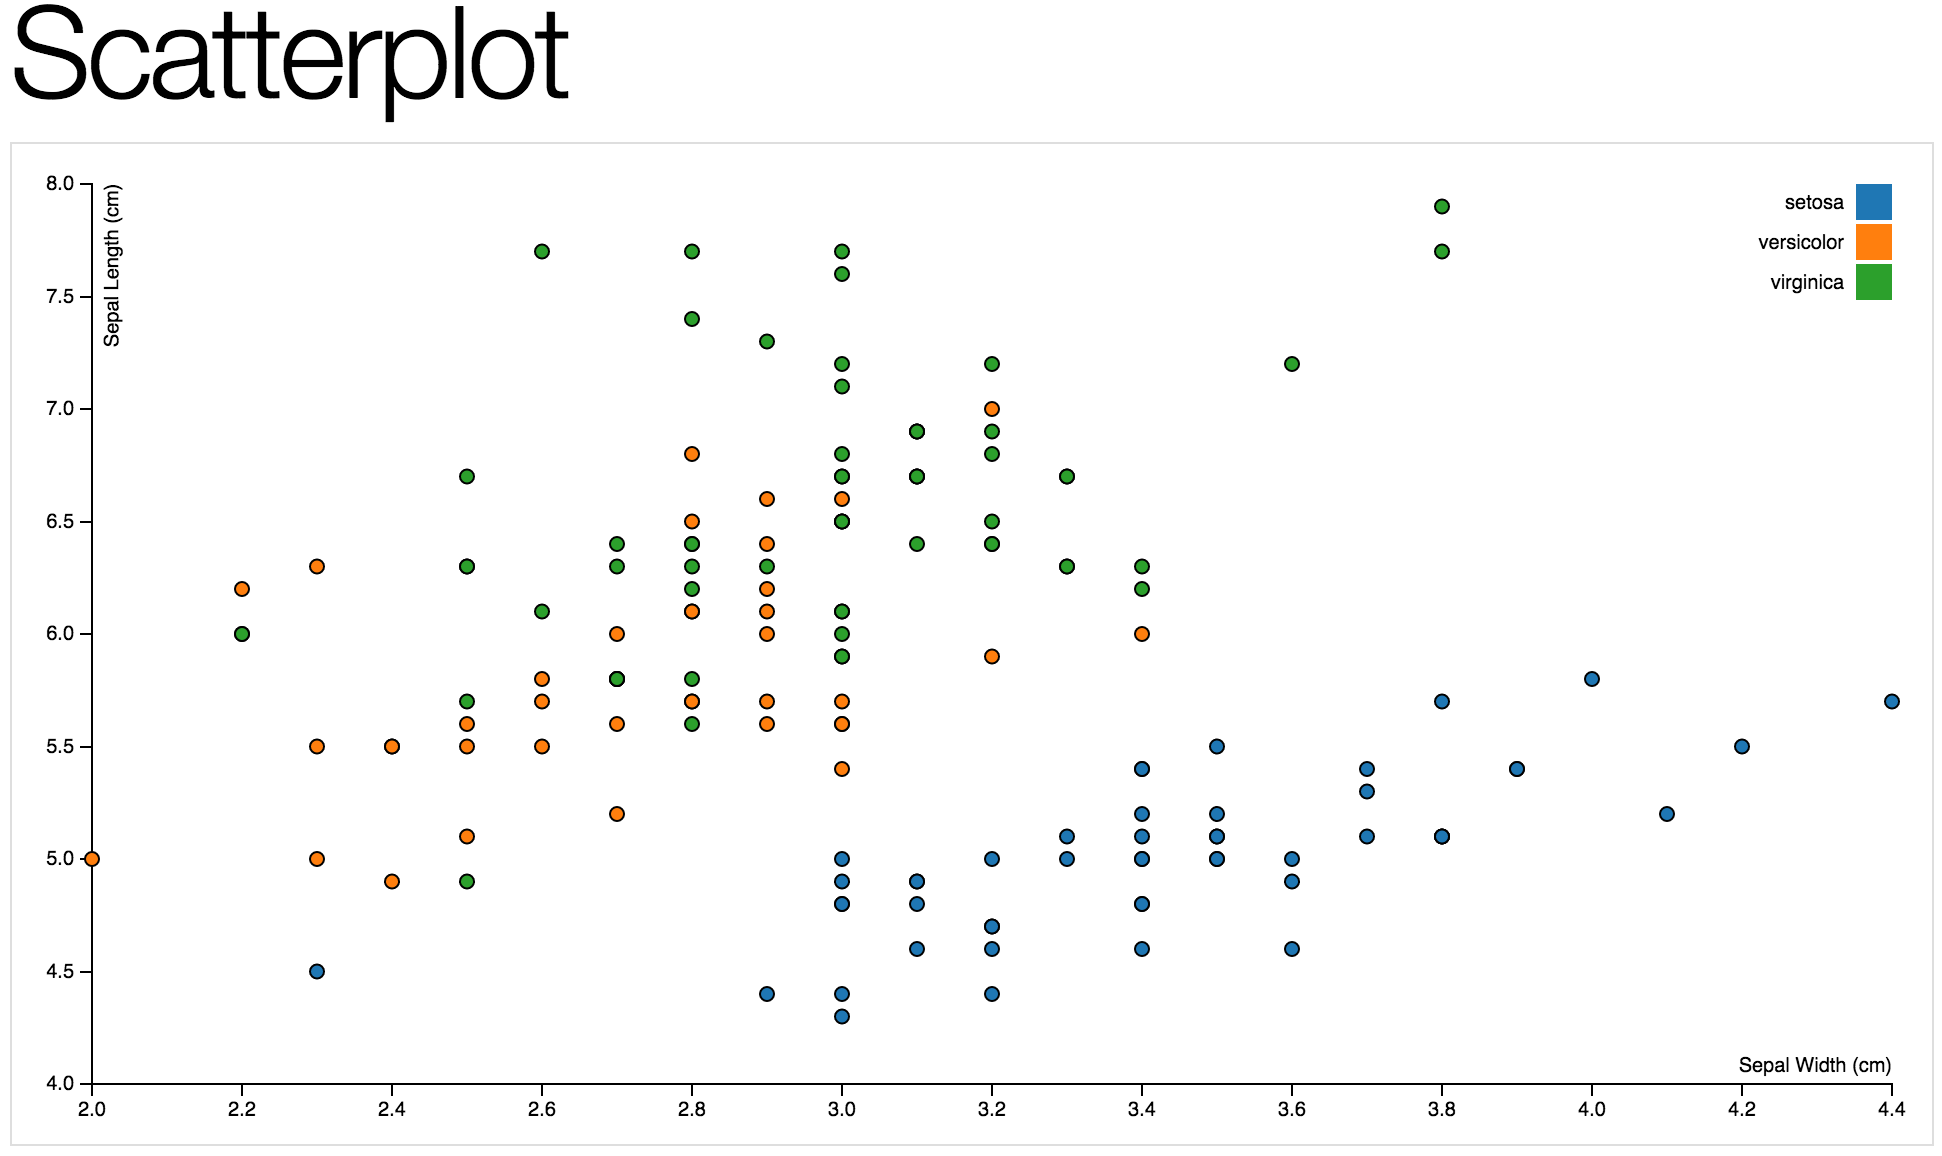 Scatterplot
8.0
7.5
7.0
6.5
6.0
5.5
5.0
4.5
4.0
Sepal Length (cm)
setosa
versicolor
virginica
Sepal Width (cm)
2.0 2.2 2.4 2.6 2.8 3.0 3.2 3.4 3.6 3.8 4.0 4.2 4.4